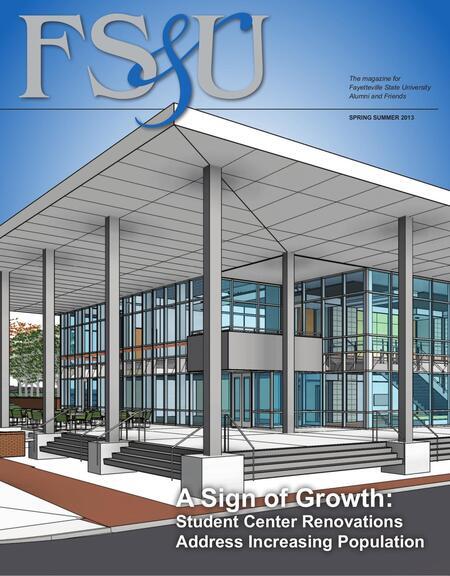 FS&U
The magazine for
Fayetteville State University
Alumni and Friends
SPRING SUMMER 2013
A Sign of Growth:
Student Center Renovations
Address Increasing Population